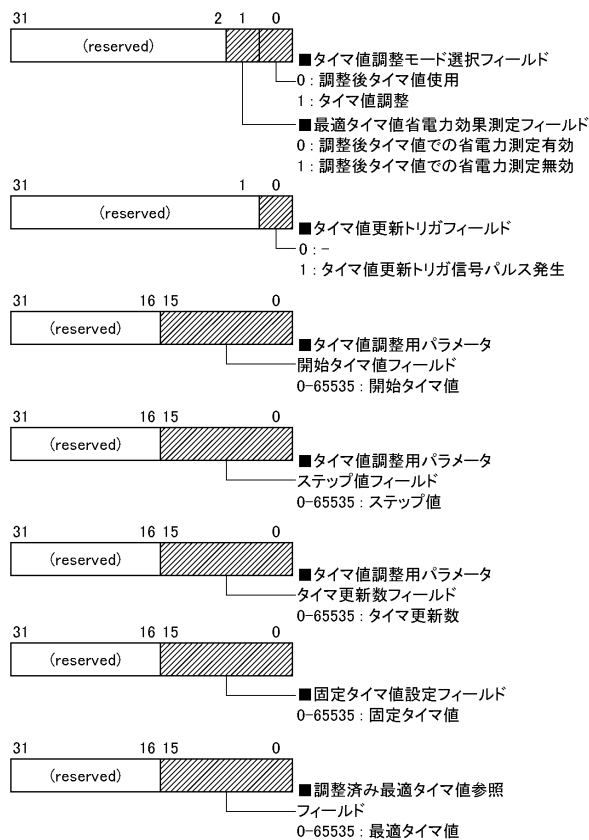 31 2 1 0
(reserved)
■タイマ値調整モード選択フィールド
0：調整後タイマ値使用
1：タイマ値調整
■最適タイマ値省電力効果測定フィールド
0：調整後タイマ値での省電力測定有効
1：調整後タイマ値での省電力測定無効
31 1 0
(reserved)
■タイマ値更新トリガフィールド
0：-
1：タイマ値更新トリガ信号パルス発生
31 16 15 0
(reserved)
■タイマ値調整用パラメータ
開始タイマ値フィールド
0-65535：開始タイマ値
31 16 15 0
(reserved)
■タイマ値調整用パラメータ
ステップ値フィールド
0-65535：ステップ値
31 16 15 0
(reserved)
■タイマ値調整用パラメータ
タイマ更新数フィールド
0-65535：タイマ更新数
31 16 15 0
(reserved)
■固定タイマ値設定フィールド
0-65535：固定タイマ値
31 16 15 0
(reserved)
■調整済み最適タイマ値参照
フィールド
0-65535：最適タイマ値